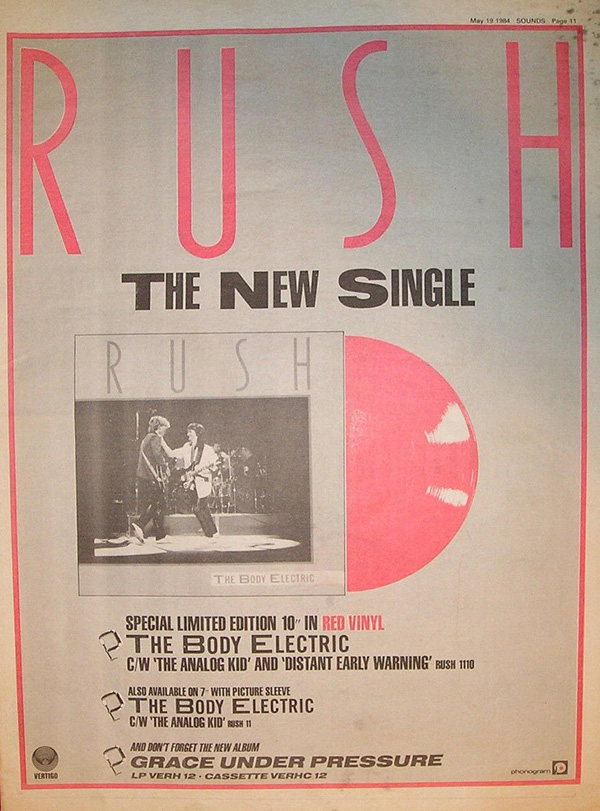 May 19 1984 SOUNDS Page 11
RUSH
THE NEW SINGLE
RUSH
THE BODY ELECTRIC
SPECIAL LIMITED EDITION 10" IN RED VINYL
THE BODY ELECTRIC
C/W 'THE ANALOG KID' AND 'DISTANT EARLY WARNING' RUSH 1110
ALSO AVAILABLE ON 7" WITH PICTURE SLEEVE
THE BODY ELECTRIC
C/W 'THE ANALOG KID' RUSH 11
AND DON'T FORGET THE NEW ALBUM
GRACE UNDER PRESSURE
LP VERH 12 · CASSETTE VERHC 12
VERTIGO
phonogram